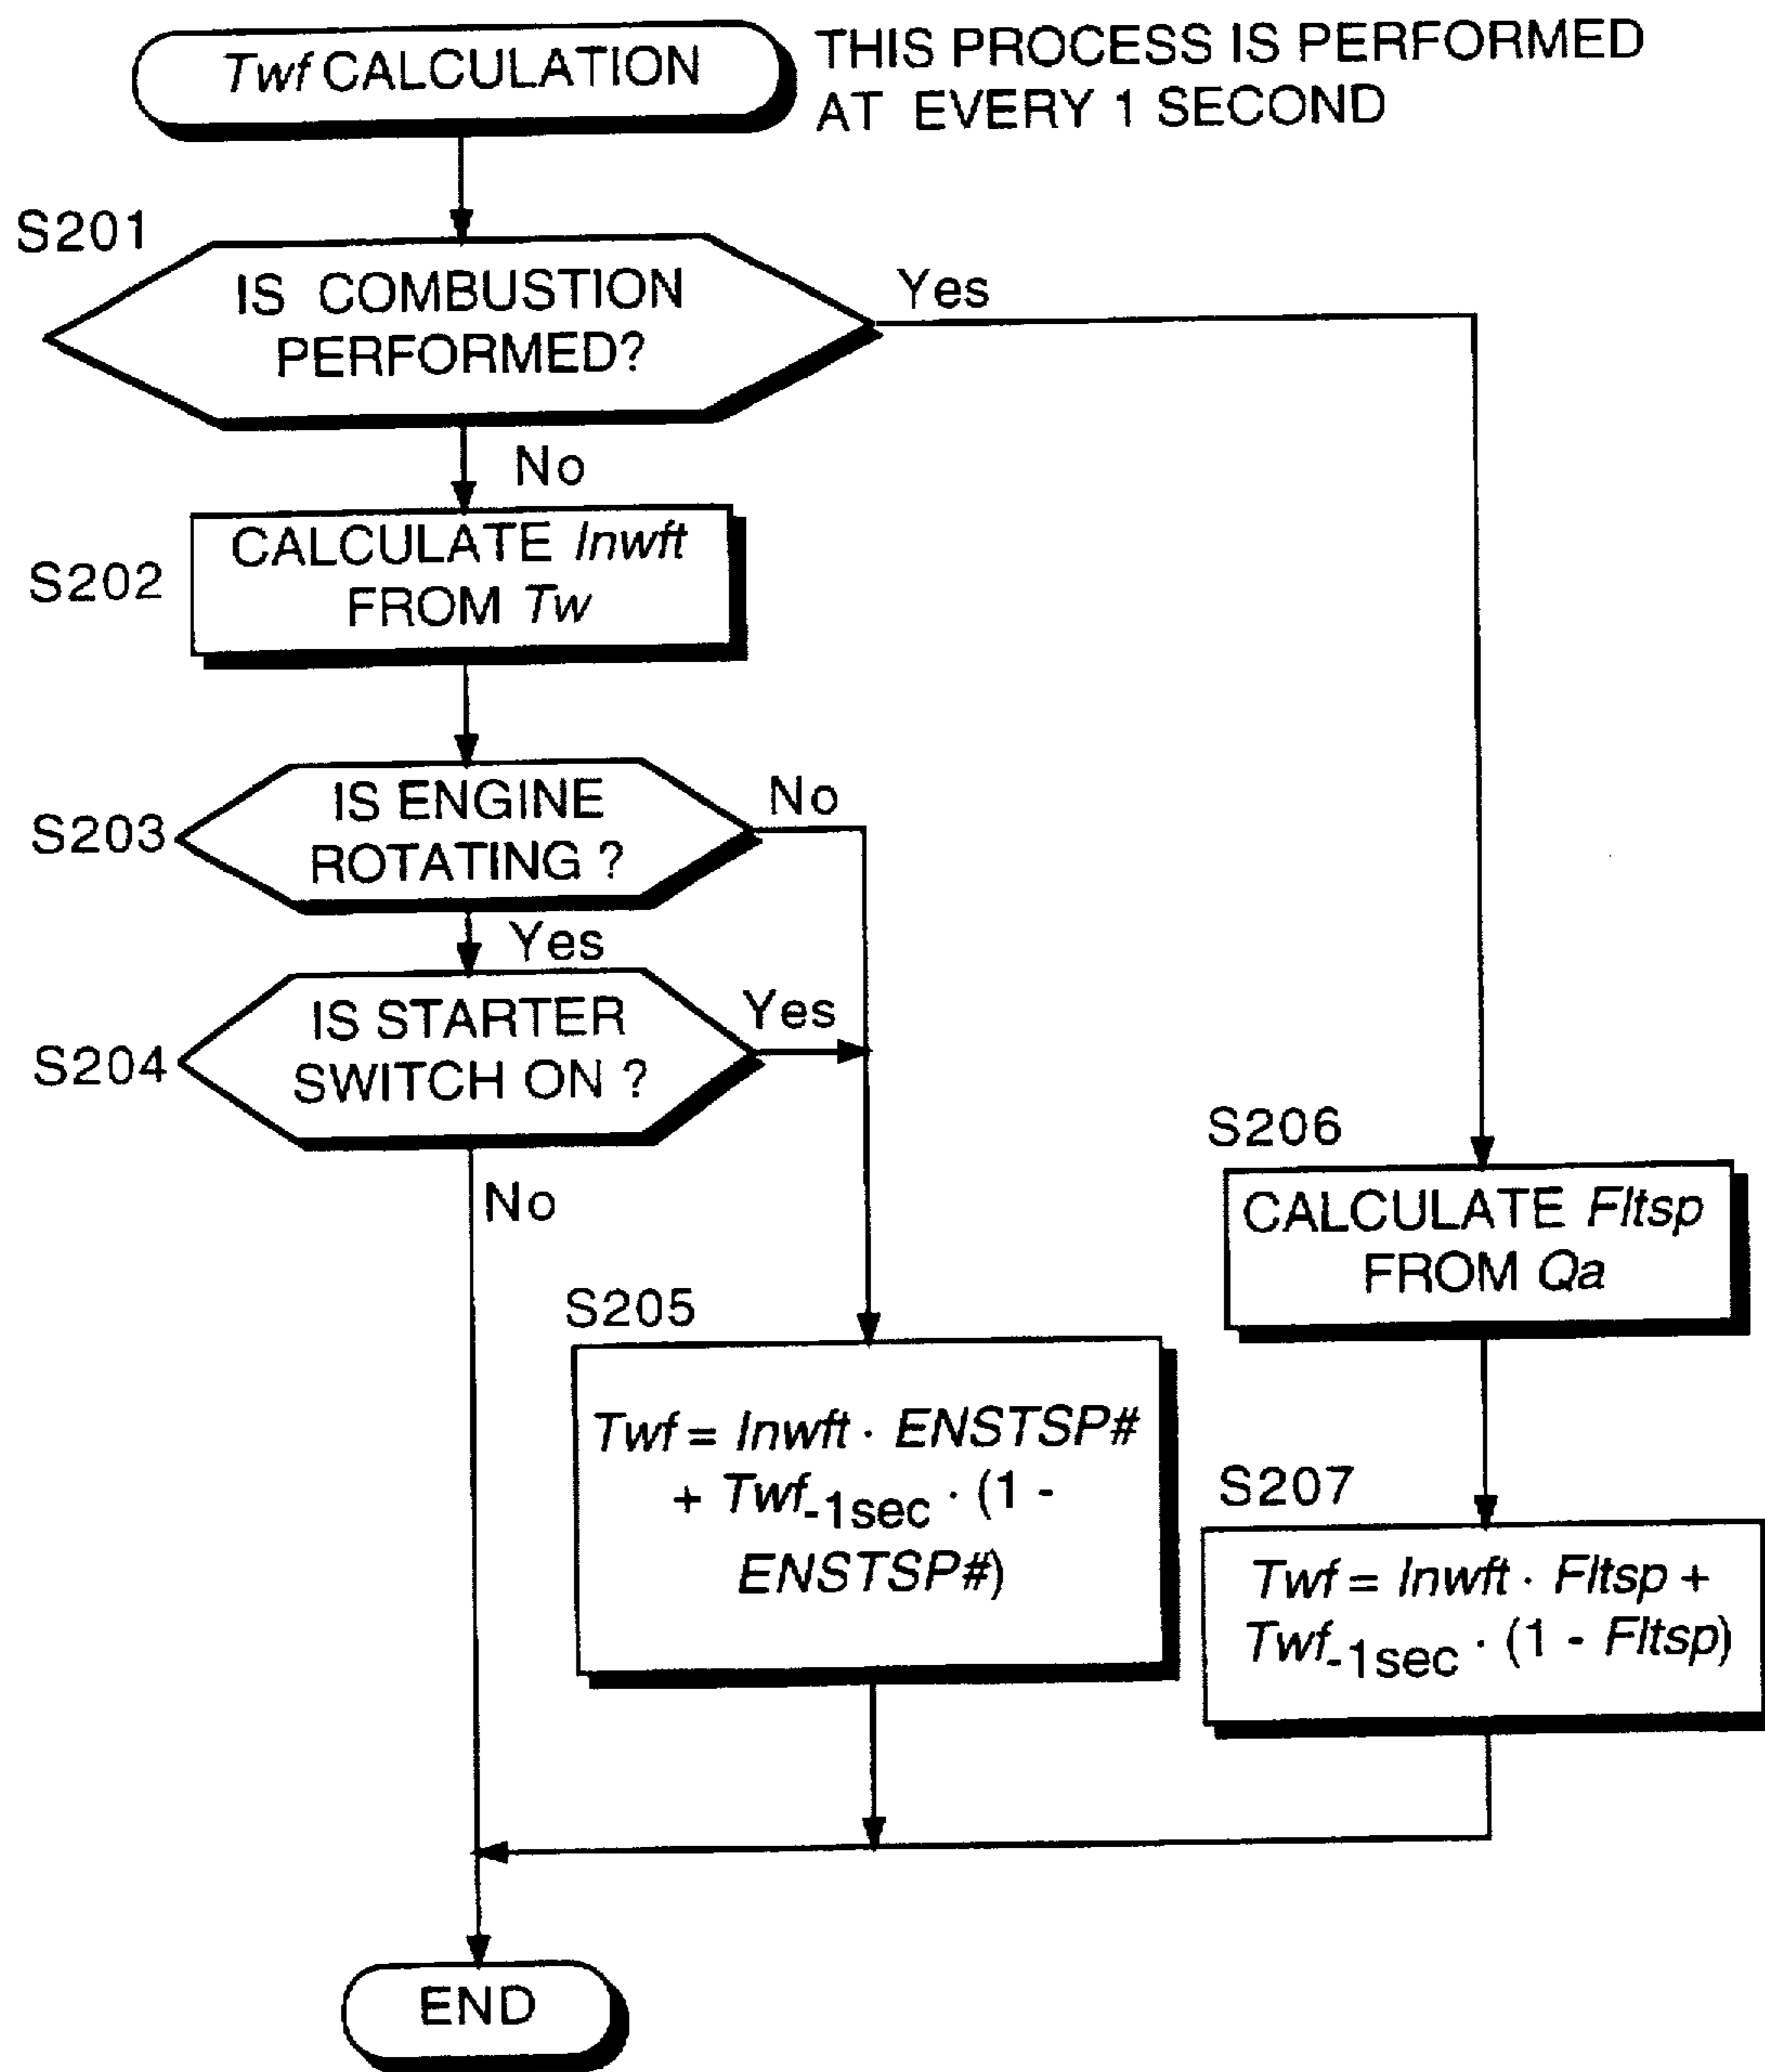 Twf CALCULATION
THIS PROCESS IS PERFORMED
AT EVERY 1 SECOND
S201
IS COMBUSTION
PERFORMED?
Yes
No
S202
CALCULATE Inwft
FROM Tw
S203
IS ENGINE
ROTATING ?
No
Yes
S204
IS STARTER
SWITCH ON ?
Yes
No
S205
Twf = Inwft · ENSTSP#
+ Twf-1sec · (1 -
ENSTSP#)
S206
CALCULATE Fltsp
FROM Qa
S207
Twf = Inwft · Fltsp +
Twf-1sec · (1 - Fltsp)
END